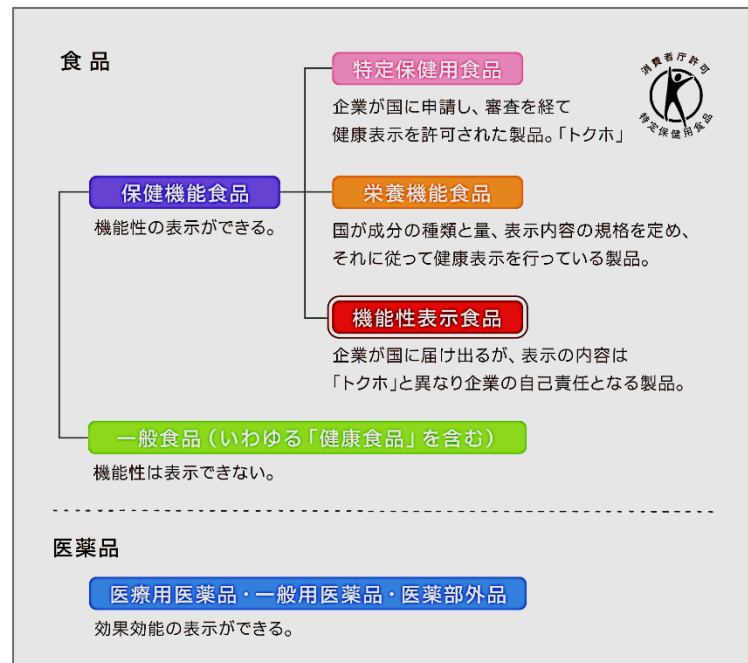 食品
特定保健用食品
企業が国に申請し、審査を経て
健康表示を許可された製品。「トクホ」
消費者庁許可
特定保健用食品
保健機能食品
機能性の表示ができる。
栄養機能食品
国が成分の種類と量、表示内容の規格を定め、
それに従って健康表示を行っている製品。
機能性表示食品
企業が国に届け出るが、表示の内容は
「トクホ」と異なり企業の自己責任となる製品。
一般食品（いわゆる「健康食品」を含む）
機能性は表示できない。
医薬品
医療用医薬品・一般用医薬品・医薬部外品
効果効能の表示ができる。